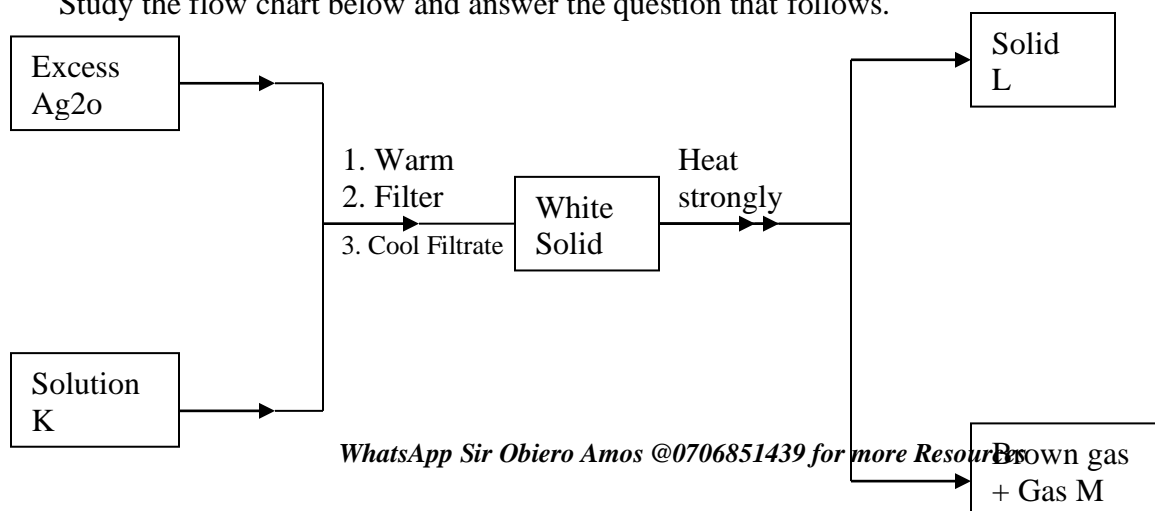 Study the flow chart below and answer the question that follows.
Excess
Ag2o
Solid
L
1. Warm
2. Filter
3. Cool Filtrate
White
Solid
Heat
strongly
Solution
K
WhatsApp Sir Obiero Amos @0706851439 for more Resources
Brown gas
+ Gas M